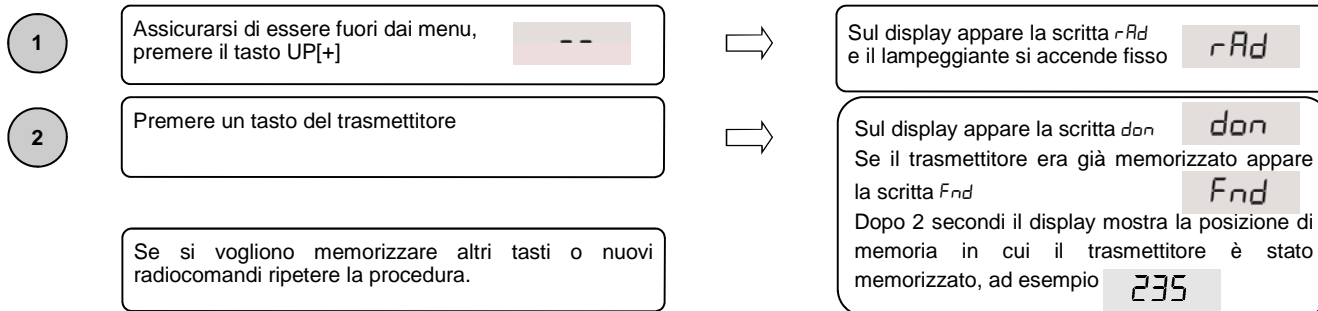 1
Assicurarsi di essere fuori dai menu,
premere il tasto UP[+]
--
Sul display appare la scritta rAd
e il lampeggiante si accende fisso
rAd
2
Premere un tasto del trasmettitore
Sul display appare la scritta don
don
Se il trasmettitore era già memorizzato appare
la scritta Fnd
Fnd
Dopo 2 secondi il display mostra la posizione di
memoria in cui il trasmettitore è stato
memorizzato, ad esempio
235
Se si vogliono memorizzare altri tasti o nuovi
radiocomandi ripetere la procedura.